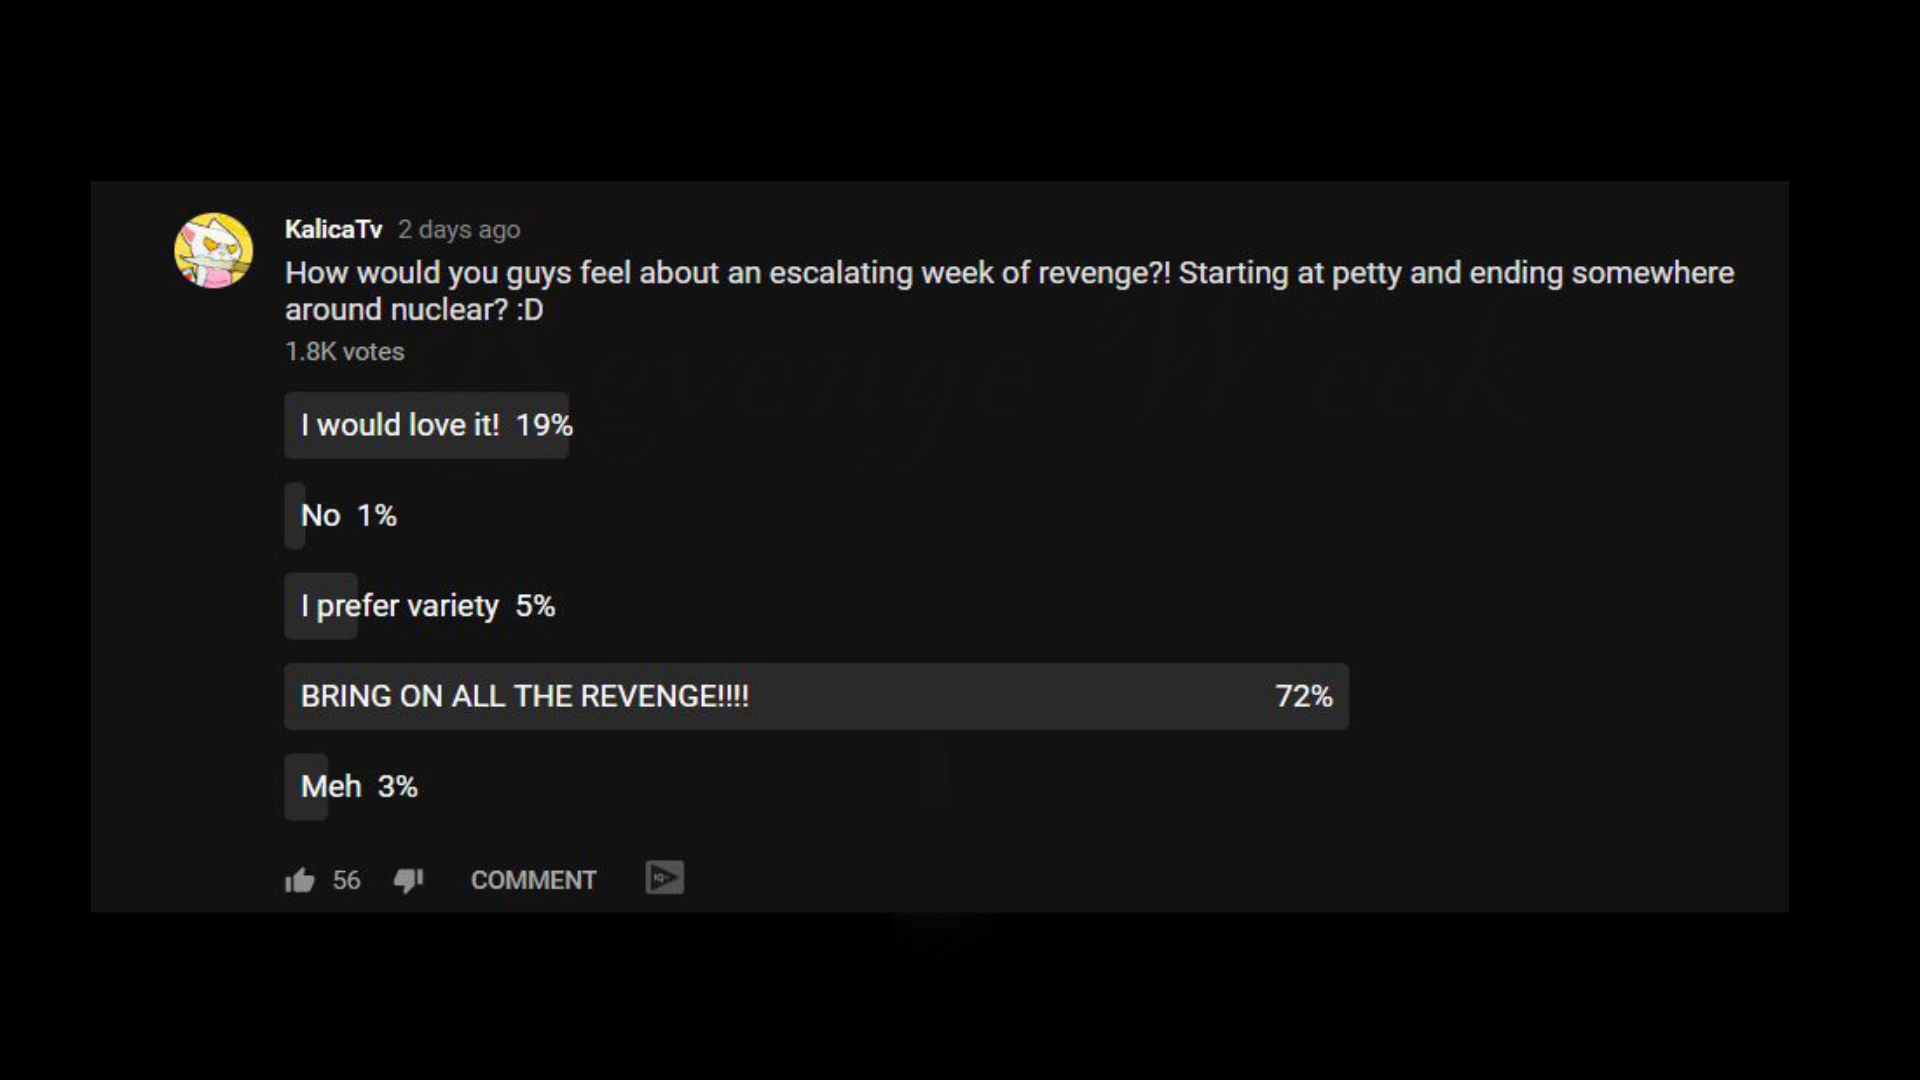 KalicaTv 2 days ago
How would you guys feel about an escalating week of revenge?! Starting at petty and ending somewhere
around nuclear? :D
1.8K votes
I would love it! 19%
No 1%
I prefer variety 5%
BRING ON ALL THE REVENGE!!!! 72%
Meh 3%
56 COMMENT IQ